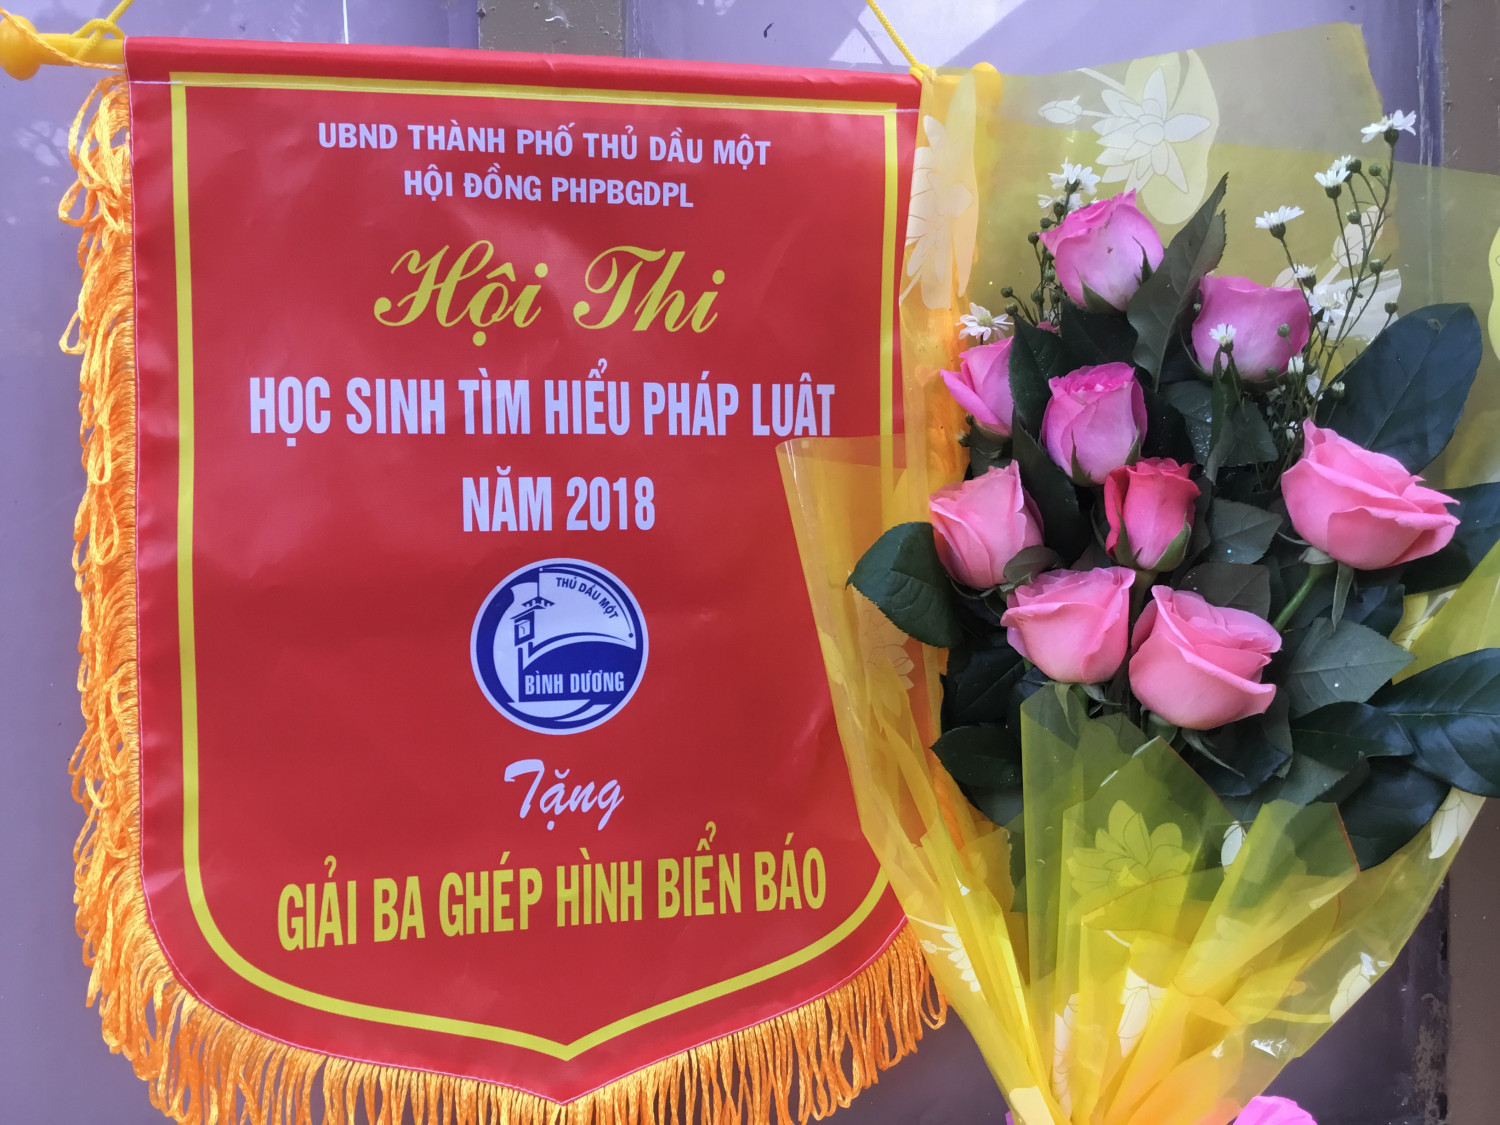 UBND THÀNH PHỐ THỦ DẦU MỘT
HỘI ĐỒNG PHPBGDPL
Hội Thi
HỌC SINH TÌM HIỂU PHÁP LUÂT
NĂM 2018
THỦ DẦU MỘT
BÌNH DƯƠNG
Tặng
GIẢI BA GHÉP HÌNH BIỂN BÁO